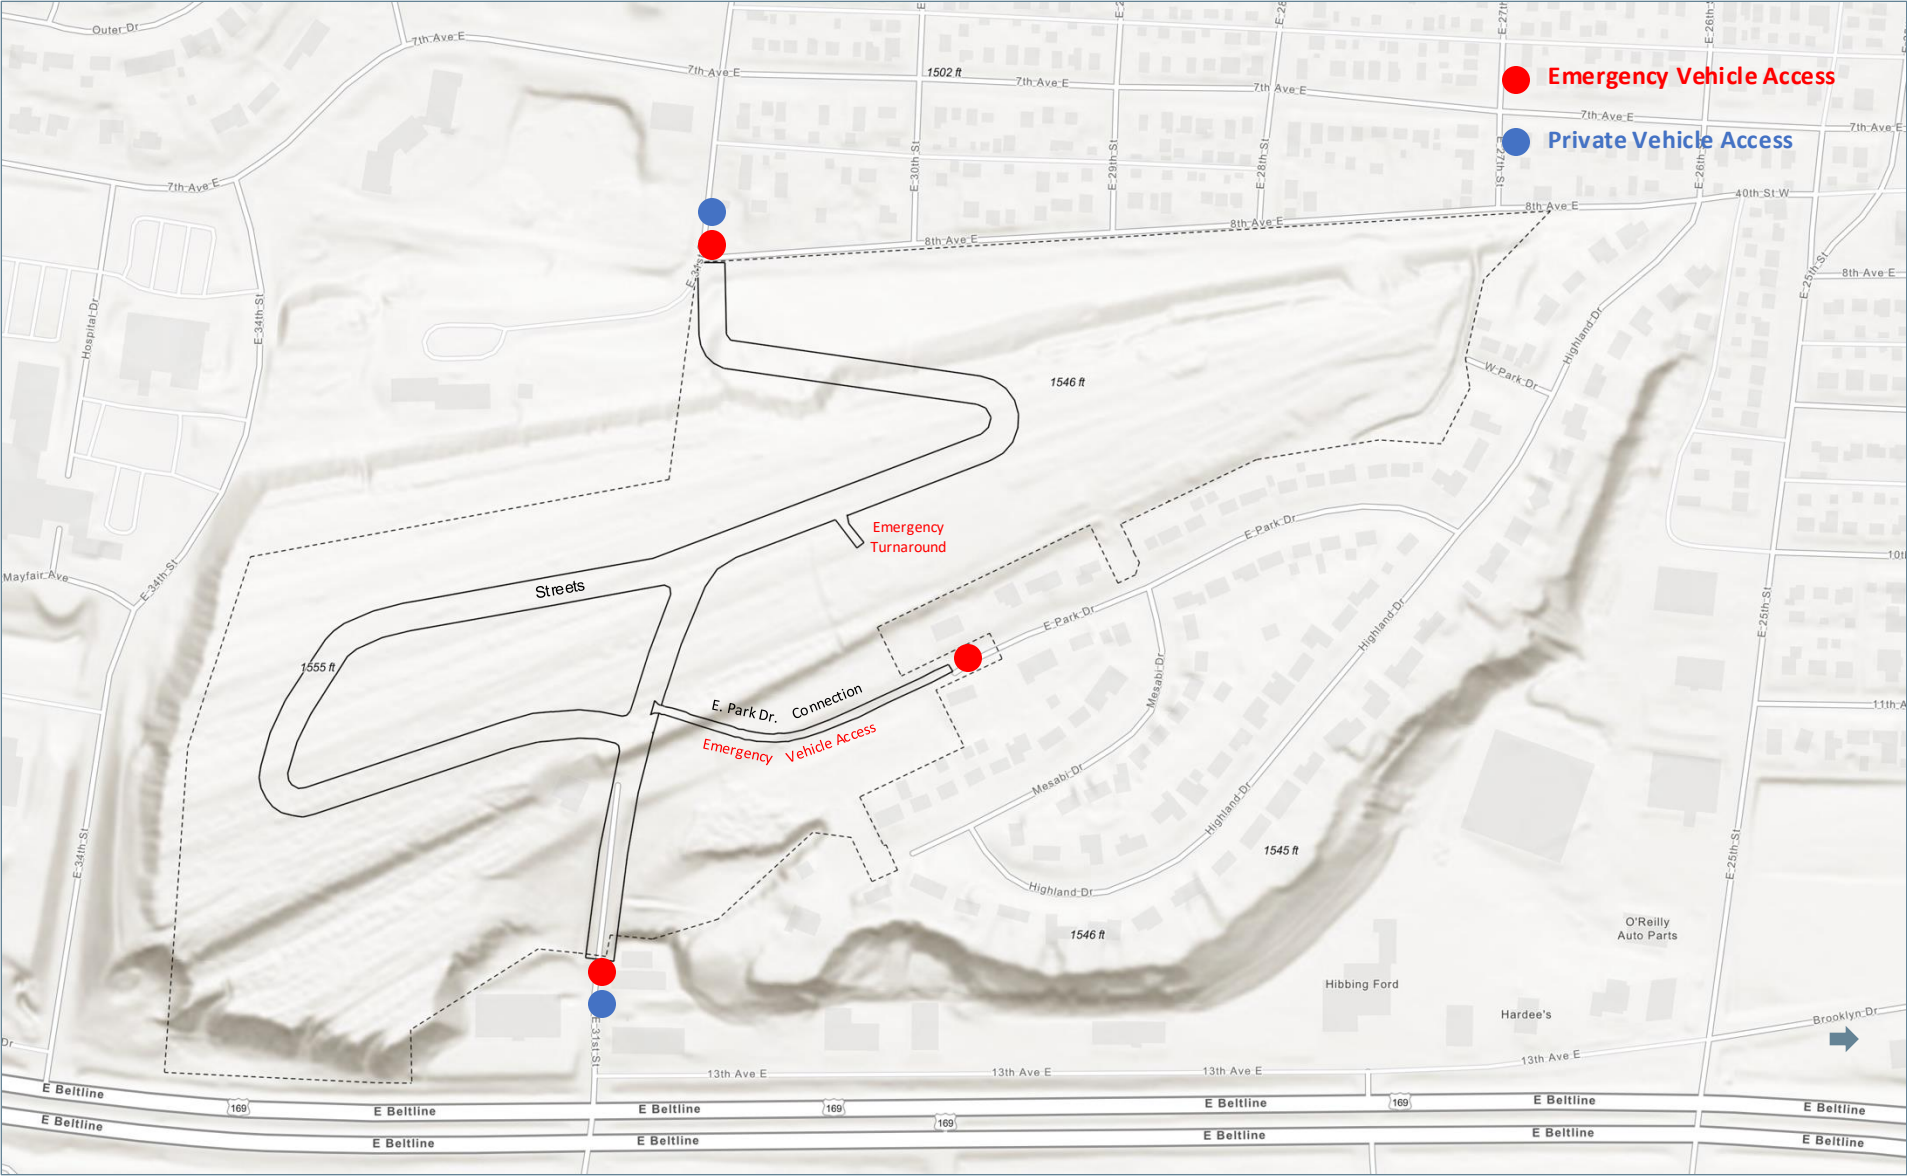 Outer Dr
7th Ave E
7th Ave E
1502 ft
7th Ave E
7th Ave E
7th Ave E
7th Ave E
7th Ave E
Emergency Vehicle Access
Private Vehicle Access
E 27th
E 26th
E 30th St
E 29th St
E 28th St
E 27th St
E 26th
40th St W
8th Ave E
8th Ave E
8th Ave E
8th Ave E
E 31st
E 25th St
Hospital Dr
E 34th St
Highland Dr
W Park Dr
1546 ft
Emergency
Turnaround
E Park Dr
Mayfair Ave
E 34th St
Streets
E Park Dr
Highland Dr
E 25th St
1555 ft
Mesabi Dr
E. Park Dr. Connection
Emergency Vehicle Access
11th A
Mesabi Dr
Highland Dr
E 34th St
1545 ft
E 25th St
Highland Dr
1546 ft
O'Reilly
Auto Parts
Hibbing Ford
Hardee's
Brooklyn Dr
E 31st St
Dr
13th Ave E
13th Ave E
13th Ave E
13th Ave E
E Beltline
169
E Beltline
E Beltline
169
169
E Beltline
169
E Beltline
E Beltline
E Beltline
E Beltline
E Beltline
E Beltline
E Beltline
E Beltline